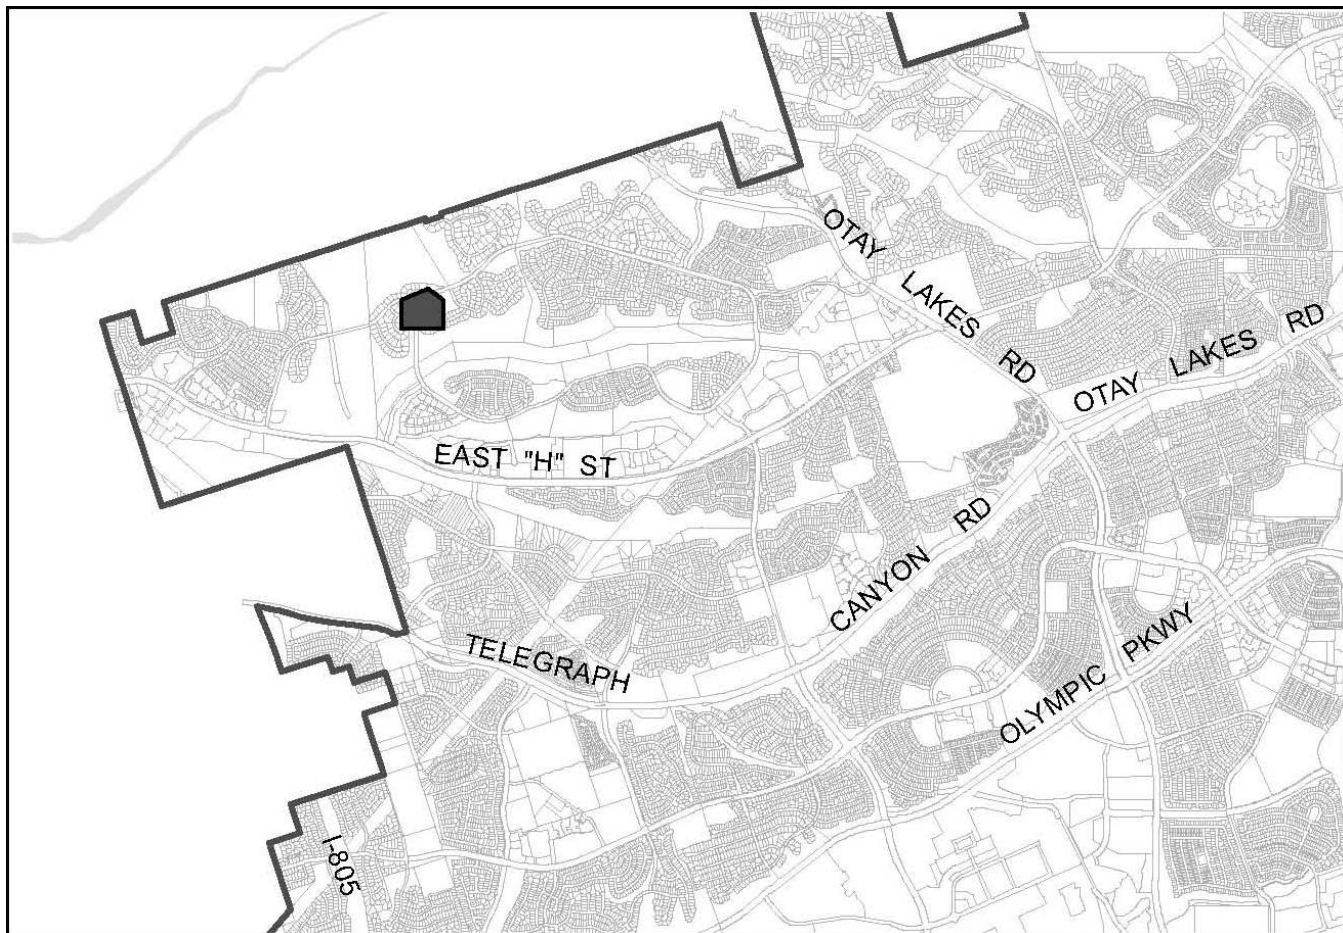 OTAY LAKES RD
OTAY LAKES RD
EAST "H" ST
TELEGRAPH CANYON RD
OLYMPIC PKWY
I-805